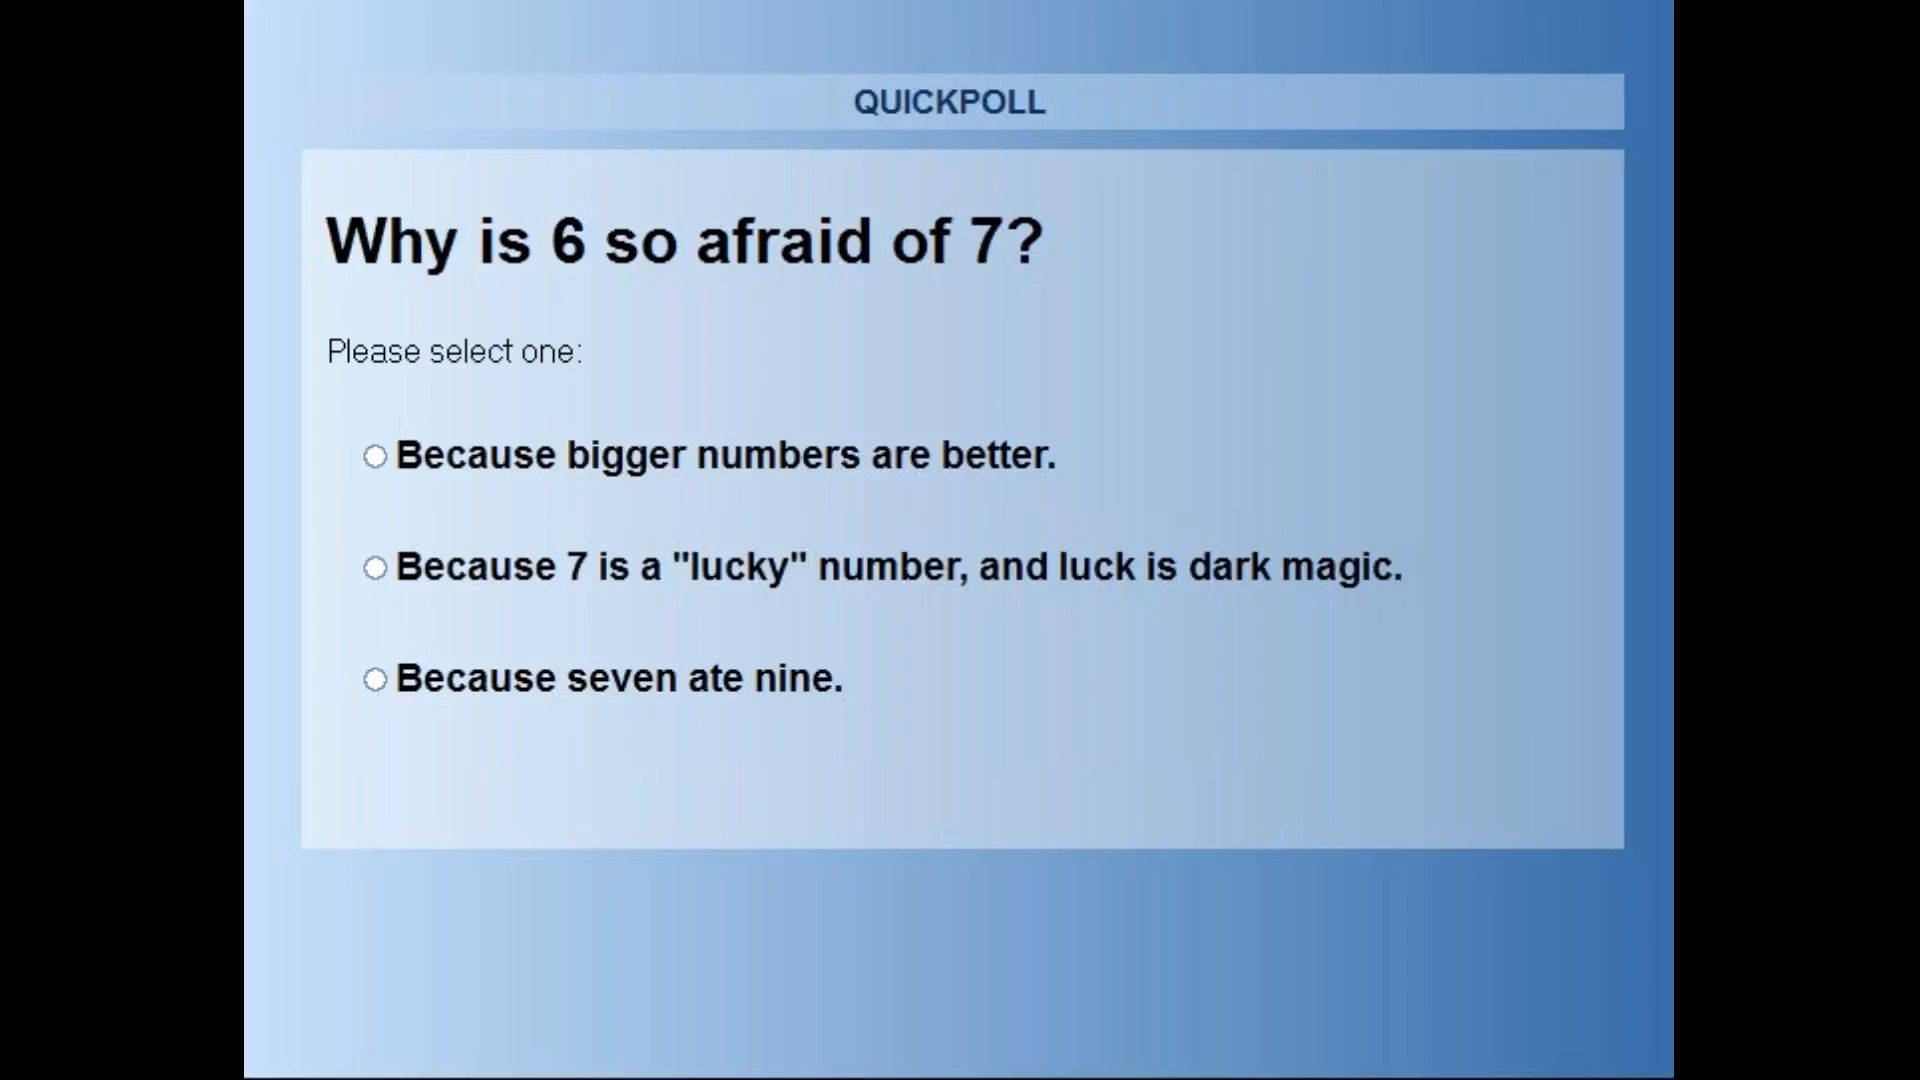 QUICKPOLL
Why is 6 so afraid of 7?
Please select one:
Because bigger numbers are better.
Because 7 is a "lucky" number, and luck is dark magic.
Because seven ate nine.